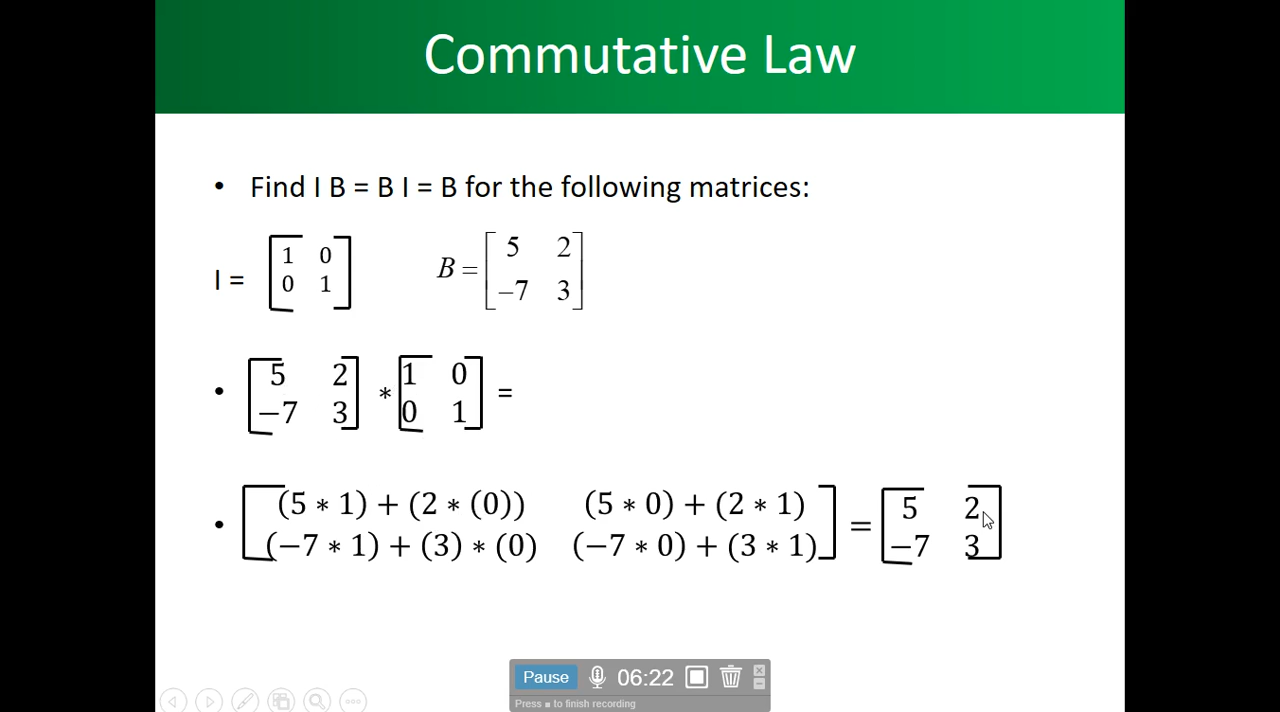 Commutative Law
• Find I B = B I = B for the following matrices:
I = [1 0; 0 1] B = [5 2; −7 3]
• [5 2; −7 3] * [1 0; 0 1] =
• [(5 * 1) + (2 * (0)) (5 * 0) + (2 * 1); (−7 * 1) + (3) * (0) (−7 * 0) + (3 * 1)] = [5 2; −7 3]
Pause 06:22
Press ■ to finish recording